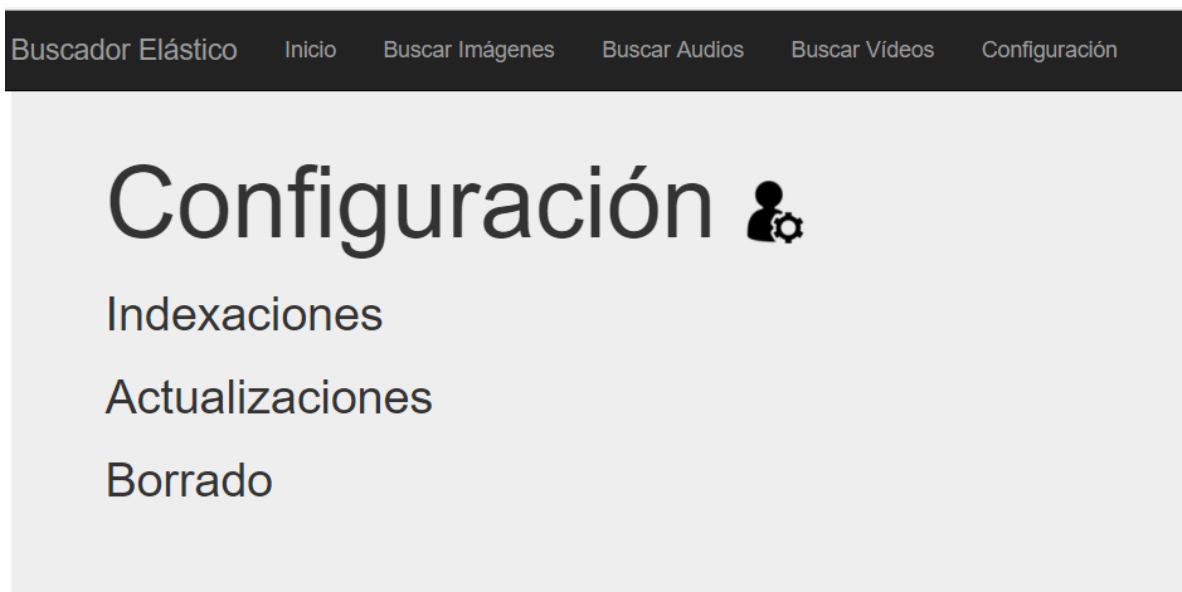 Buscador Elástico Inicio Buscar Imágenes Buscar Audios Buscar Vídeos Configuración
Configuración
Indexaciones
Actualizaciones
Borrado